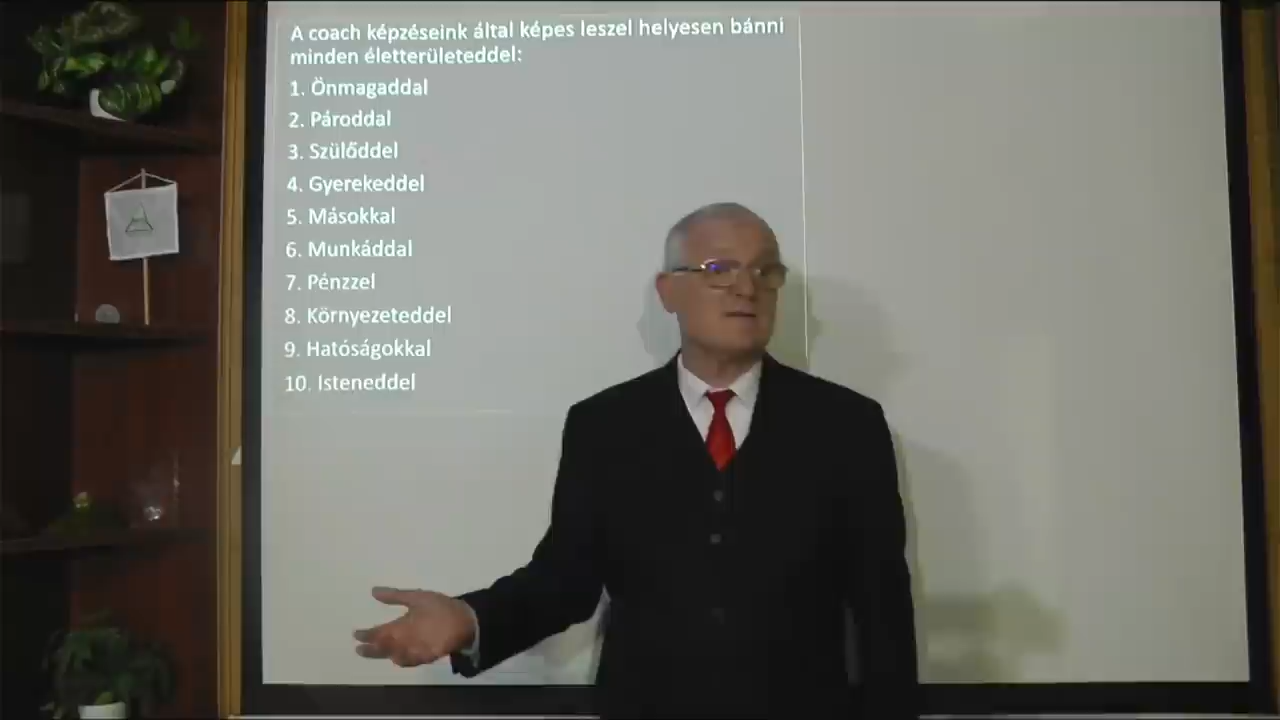 A coach képzéseink által képes leszel helyesen bánni
minden életterületeddel:
1. Önmagaddal
2. Pároddal
3. Szülőddel
4. Gyerekeddel
5. Másokkal
6. Munkáddal
7. Pénzzel
8. Környezeteddel
9. Hatóságokkal
10. Isteneddel